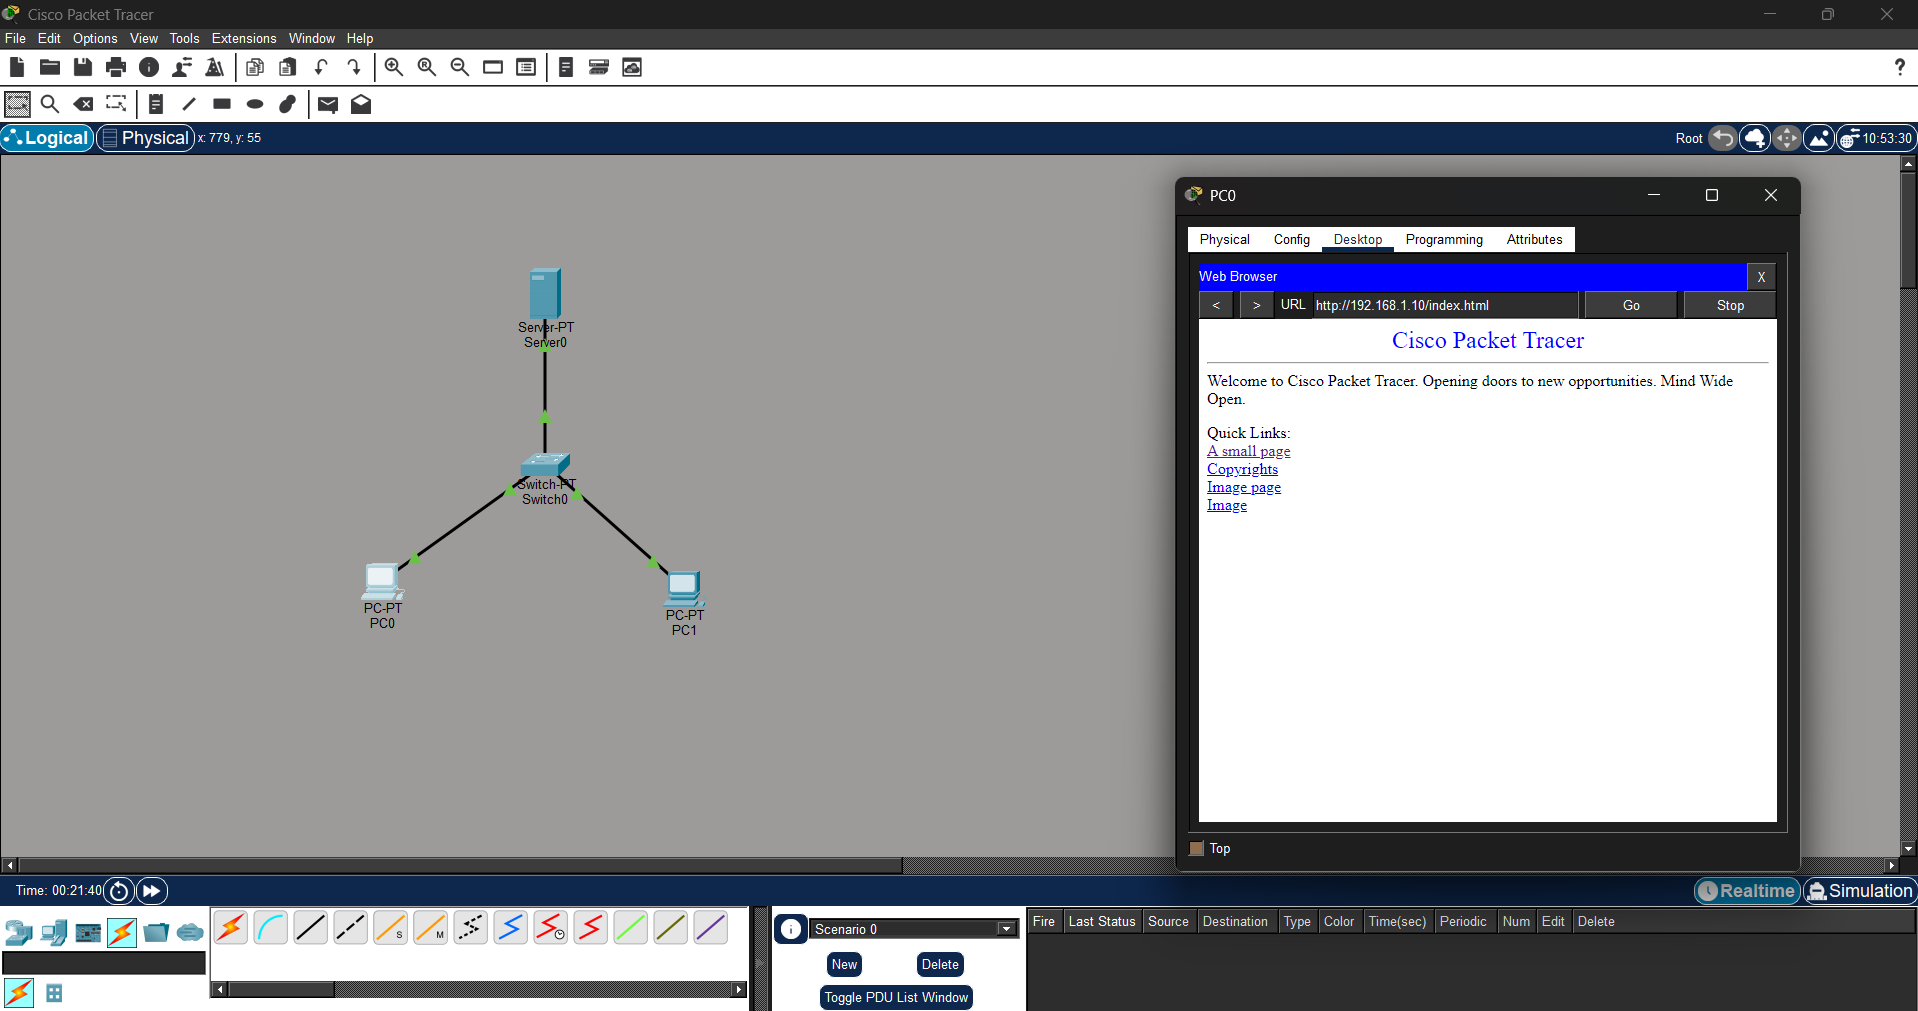 Cisco Packet Tracer
File Edit Options View Tools Extensions Window Help
?
Logical Physical x: 779, y: 55
Root 10:53:30
Server-PT
Server0
Switch-PT
Switch0
PC-PT
PC0
PC-PT
PC1
PC0
Physical Config Desktop Programming Attributes
Web Browser X
< > URL http://192.168.1.10/index.html Go Stop
Cisco Packet Tracer
Welcome to Cisco Packet Tracer. Opening doors to new opportunities. Mind Wide
Open.
Quick Links:
A small page
Copyrights
Image page
Image
Top
Time: 00:21:40
Realtime Simulation
S M
Scenario 0
New Delete
Toggle PDU List Window
Fire Last Status Source Destination Type Color Time(sec) Periodic Num Edit Delete